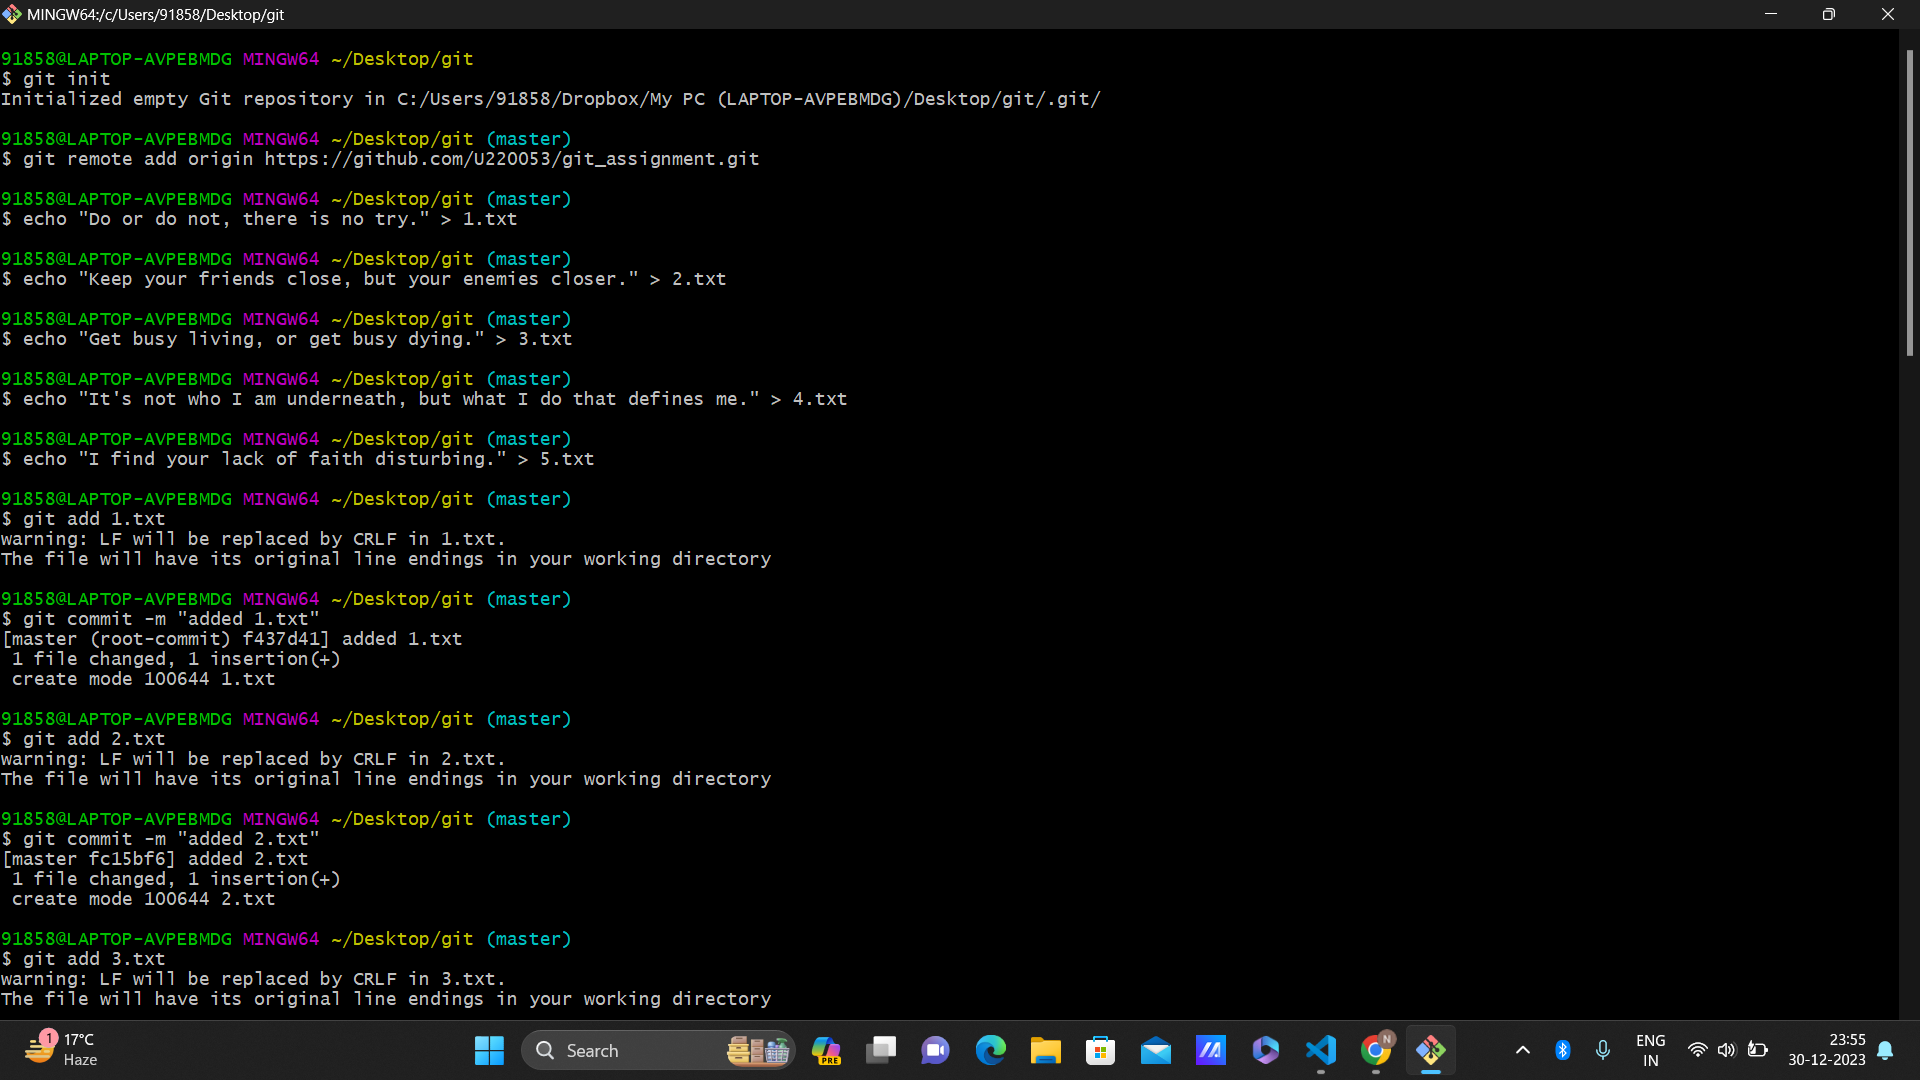 MINGW64:/c/Users/91858/Desktop/git
91858@LAPTOP-AVPEBMDG MINGW64 ~/Desktop/git
$ git init
Initialized empty Git repository in C:/Users/91858/Dropbox/My PC (LAPTOP-AVPEBMDG)/Desktop/git/.git/
91858@LAPTOP-AVPEBMDG MINGW64 ~/Desktop/git (master)
$ git remote add origin https://github.com/U220053/git_assignment.git
91858@LAPTOP-AVPEBMDG MINGW64 ~/Desktop/git (master)
$ echo "Do or do not, there is no try." > 1.txt
91858@LAPTOP-AVPEBMDG MINGW64 ~/Desktop/git (master)
$ echo "Keep your friends close, but your enemies closer." > 2.txt
91858@LAPTOP-AVPEBMDG MINGW64 ~/Desktop/git (master)
$ echo "Get busy living, or get busy dying." > 3.txt
91858@LAPTOP-AVPEBMDG MINGW64 ~/Desktop/git (master)
$ echo "It's not who I am underneath, but what I do that defines me." > 4.txt
91858@LAPTOP-AVPEBMDG MINGW64 ~/Desktop/git (master)
$ echo "I find your lack of faith disturbing." > 5.txt
91858@LAPTOP-AVPEBMDG MINGW64 ~/Desktop/git (master)
$ git add 1.txt
warning: LF will be replaced by CRLF in 1.txt.
The file will have its original line endings in your working directory
91858@LAPTOP-AVPEBMDG MINGW64 ~/Desktop/git (master)
$ git commit -m "added 1.txt"
[master (root-commit) f437d41] added 1.txt
 1 file changed, 1 insertion(+)
 create mode 100644 1.txt
91858@LAPTOP-AVPEBMDG MINGW64 ~/Desktop/git (master)
$ git add 2.txt
warning: LF will be replaced by CRLF in 2.txt.
The file will have its original line endings in your working directory
91858@LAPTOP-AVPEBMDG MINGW64 ~/Desktop/git (master)
$ git commit -m "added 2.txt"
[master fc15bf6] added 2.txt
 1 file changed, 1 insertion(+)
 create mode 100644 2.txt
91858@LAPTOP-AVPEBMDG MINGW64 ~/Desktop/git (master)
$ git add 3.txt
warning: LF will be replaced by CRLF in 3.txt.
The file will have its original line endings in your working directory
1
17°C
Haze
Search
PRE
N
ENG
IN
23:55
30-12-2023